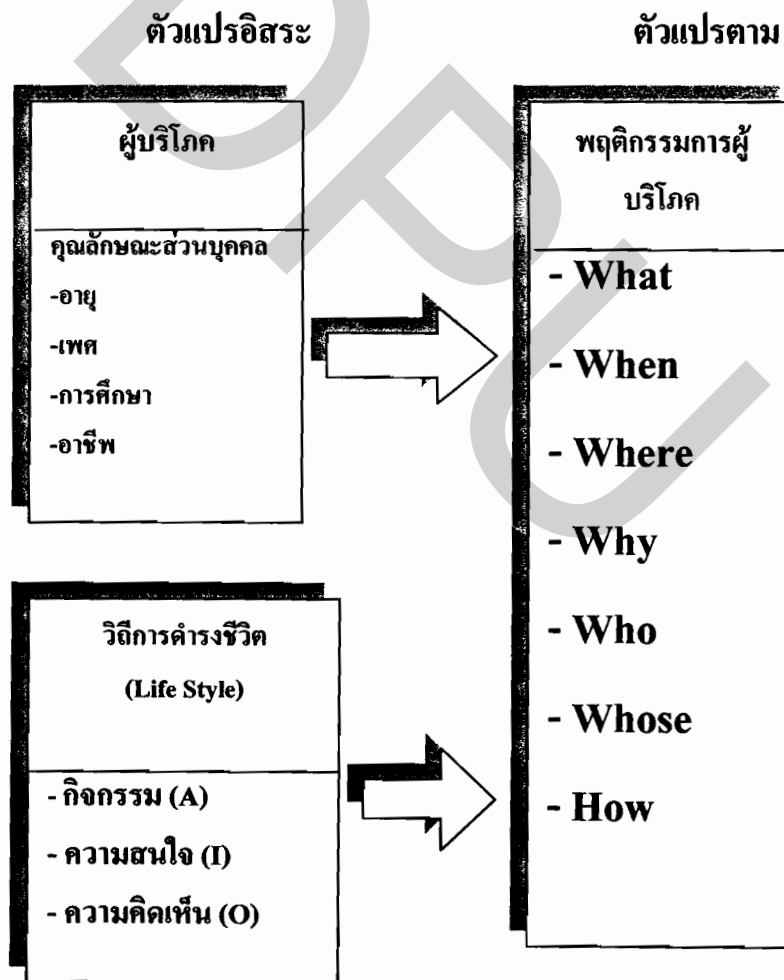 ตัวแปรอิสระ
ตัวแปรตาม
ผู้บริโภค
คุณลักษณะส่วนบุคคล
-อายุ
-เพศ
-การศึกษา
-อาชีพ
วิถีการดำรงชีวิต
(Life Style)
- กิจกรรม (A)
- ความสนใจ (I)
- ความคิดเห็น (O)
พฤติกรรมการผู้
บริโภค
- What
- When
- Where
- Why
- Who
- Whose
- How
DPU